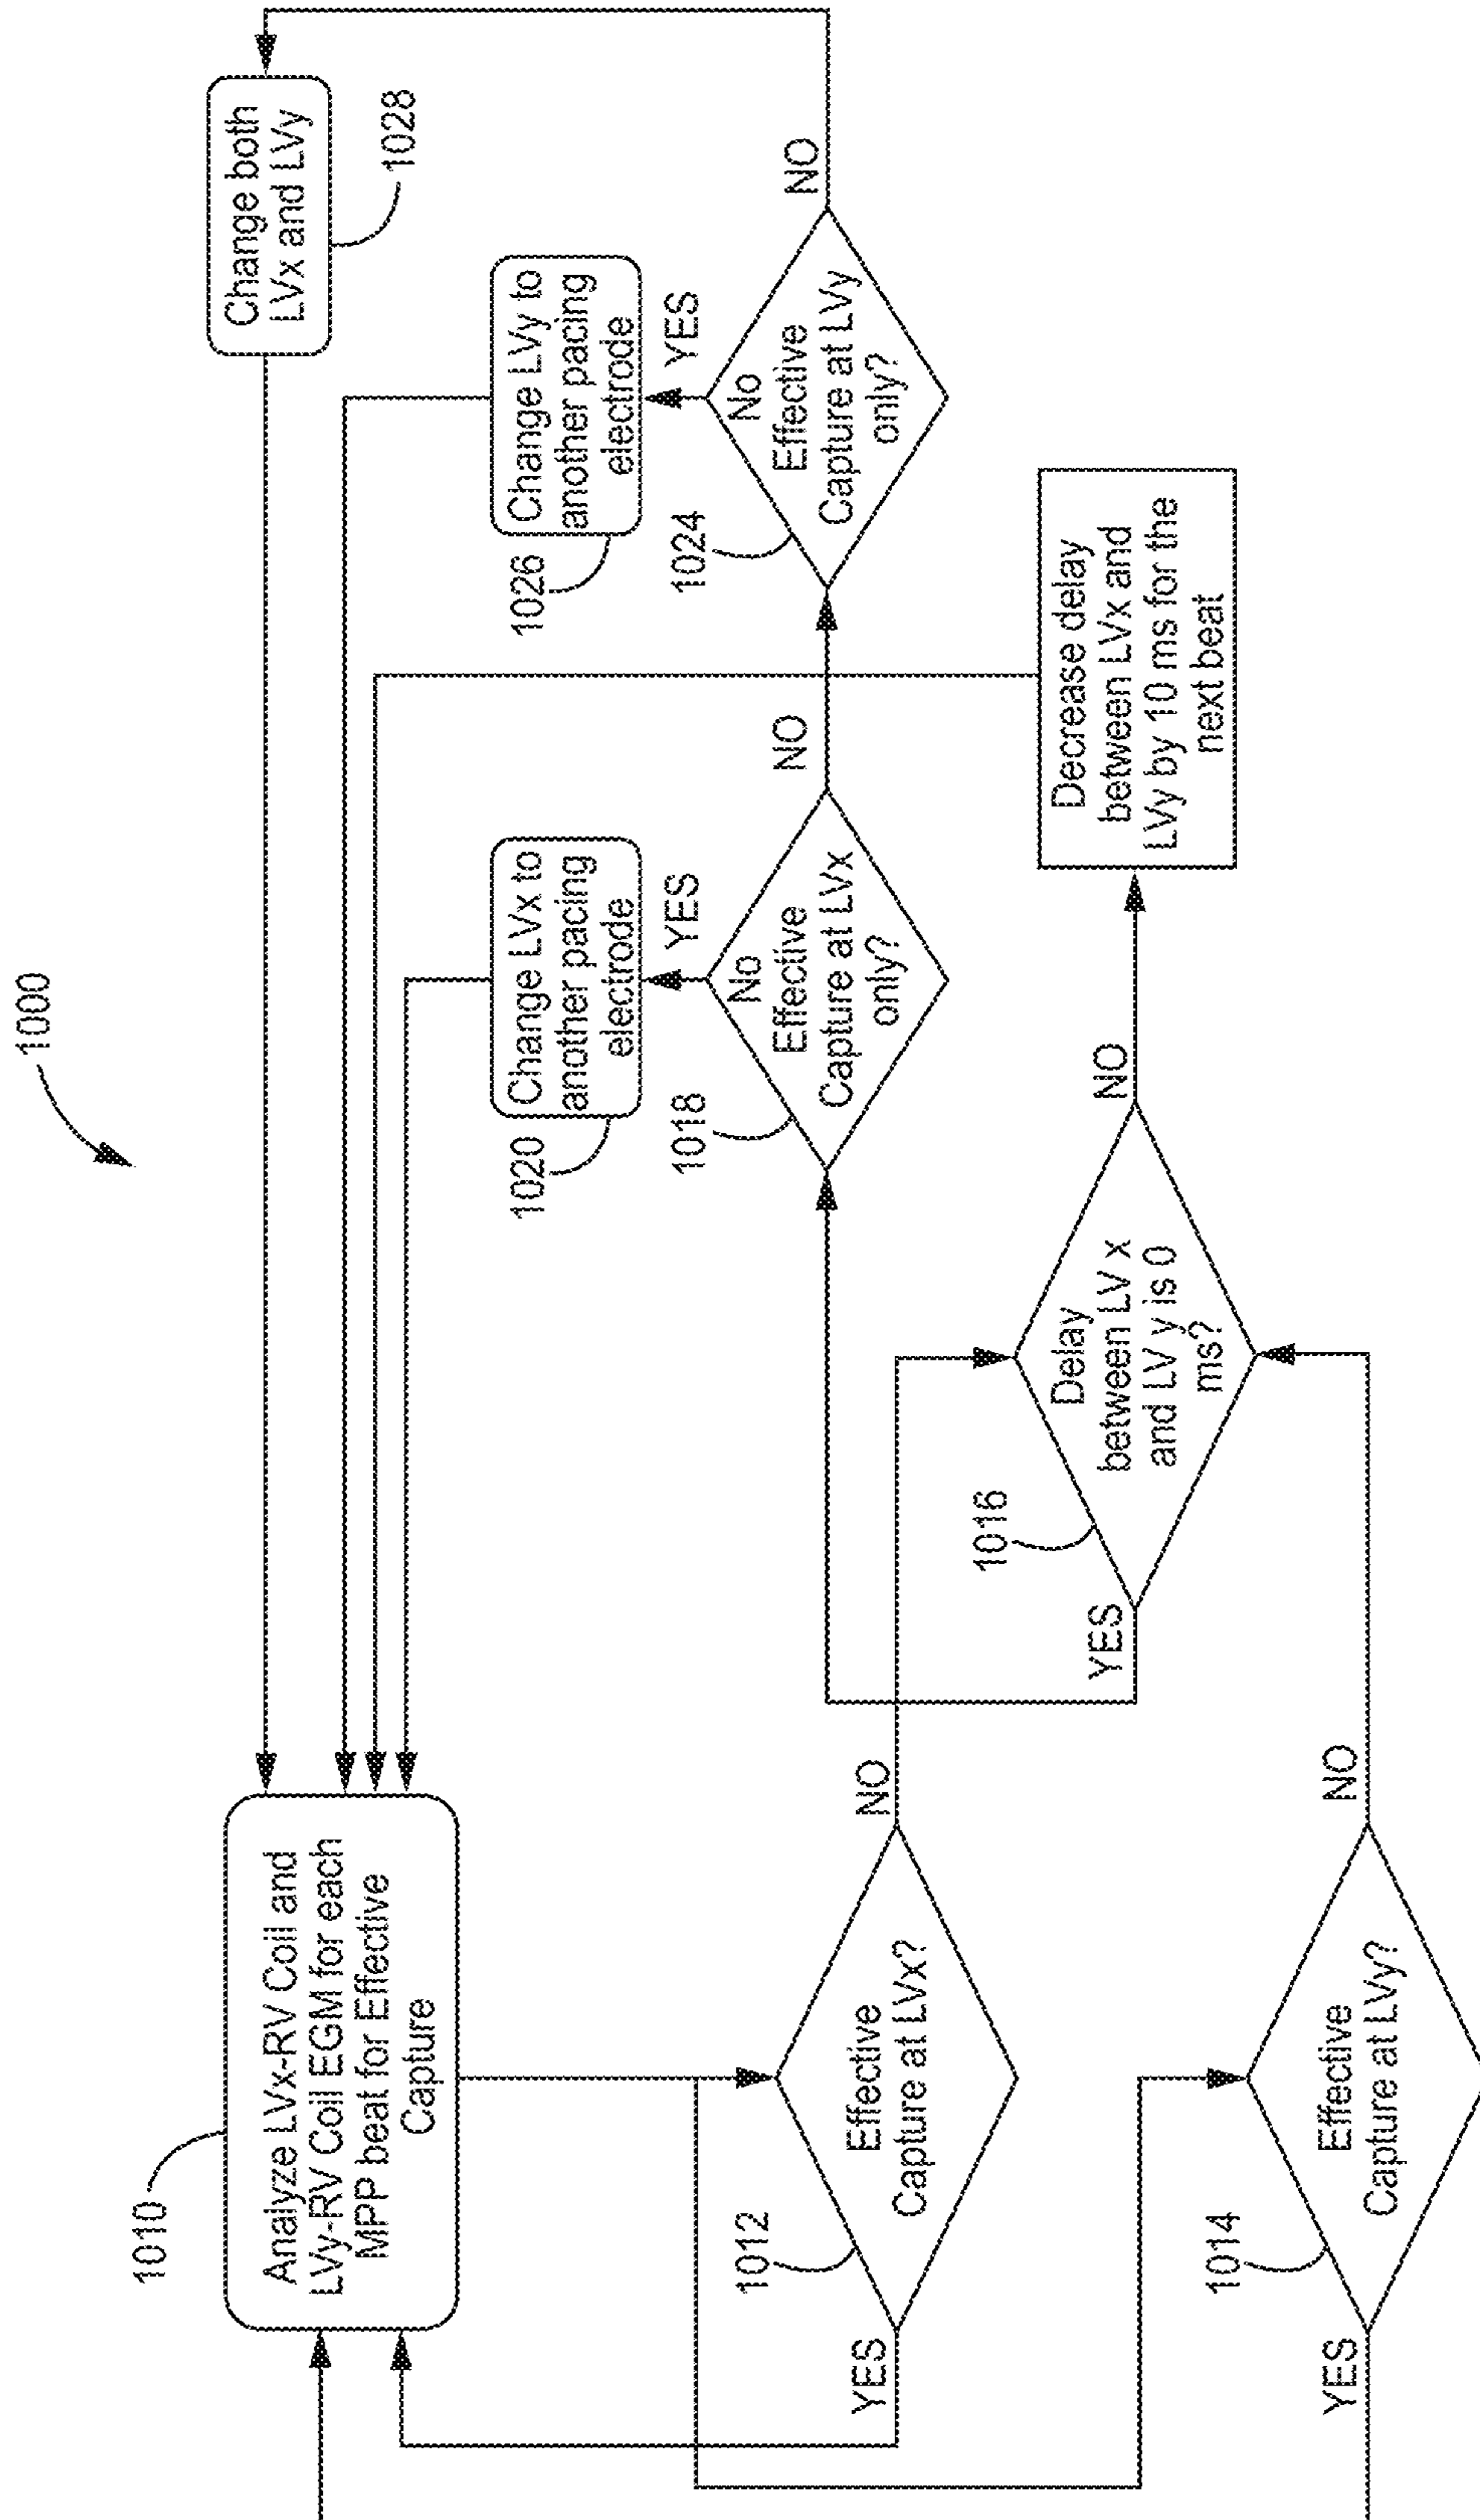 1000
1010
Analyze LVx-RV Coil and
LVy-RV Coil EGM for each
MPP beat for Effective
Capture
Change both
LVx and LVy
1028
1020
Change LVx to
another pacing
electrode
1026
Change LVy to
another pacing
electrode
1012
Effective
Capture at LVx?
YES
NO
1018
No
Effective
Capture at LVx
only?
YES
NO
1024
No
Effective
Capture at LVy
only?
YES
NO
1016
Delay
between LV x
and LV y is 0
ms?
YES
NO
Decrease delay
between LVx and
LVy by 10 ms for the
next beat
1014
Effective
Capture at LVy?
YES
NO